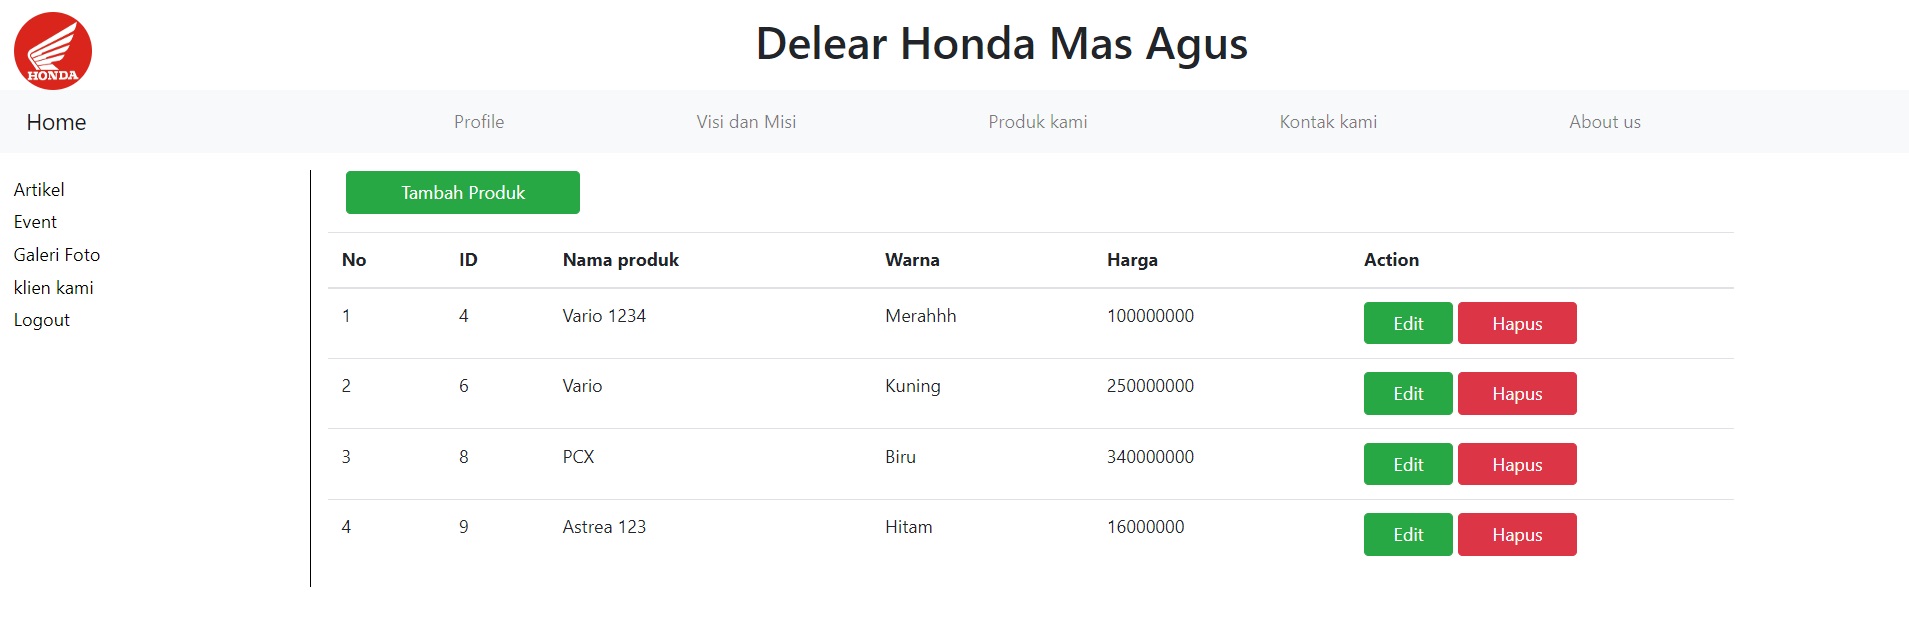 HONDA
Delear Honda Mas Agus
Home Profile Visi dan Misi Produk kami Kontak kami About us
Artikel
Event
Galeri Foto
klien kami
Logout
Tambah Produk
No ID Nama produk Warna Harga Action
1 4 Vario 1234 Merahhh 100000000 Edit Hapus
2 6 Vario Kuning 250000000 Edit Hapus
3 8 PCX Biru 340000000 Edit Hapus
4 9 Astrea 123 Hitam 16000000 Edit Hapus